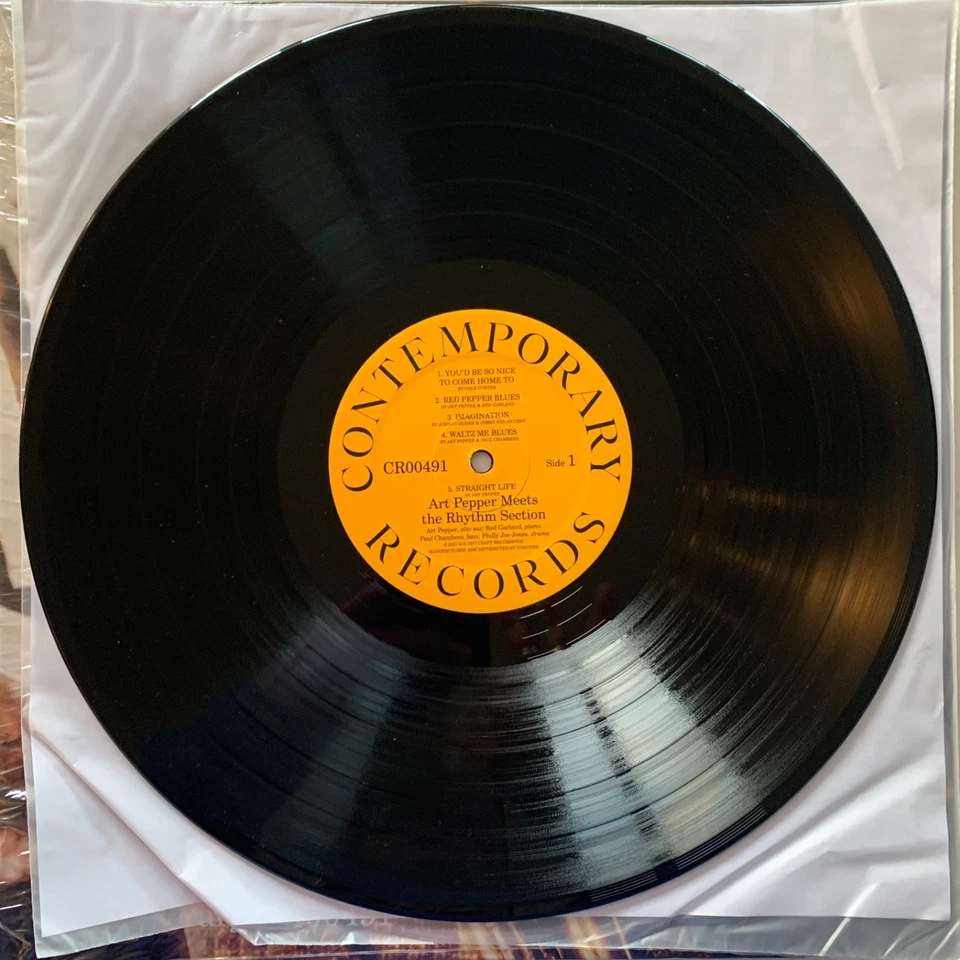 CONTEMPORARY
1. YOU'D BE SO NICE
TO COME HOME TO
BY COLE PORTER
2. RED PEPPER BLUES
BY ART PEPPER & RED GARLAND
3. IMAGINATION
BY JOHNNY BURKE & JIMMY VAN HEUSEN
4. WALTZ ME BLUES
BY ART PEPPER & PAUL CHAMBERS
CR00491
Side 1
5. STRAIGHT LIFE
BY ART PEPPER
Art Pepper Meets
the Rhythm Section
Art Pepper, alto sax; Red Garland, piano,
Paul Chambers, bass; Philly Joe Jones, drums
MANUFACTURED AND DISTRIBUTED BY CONCORD
RECORDS